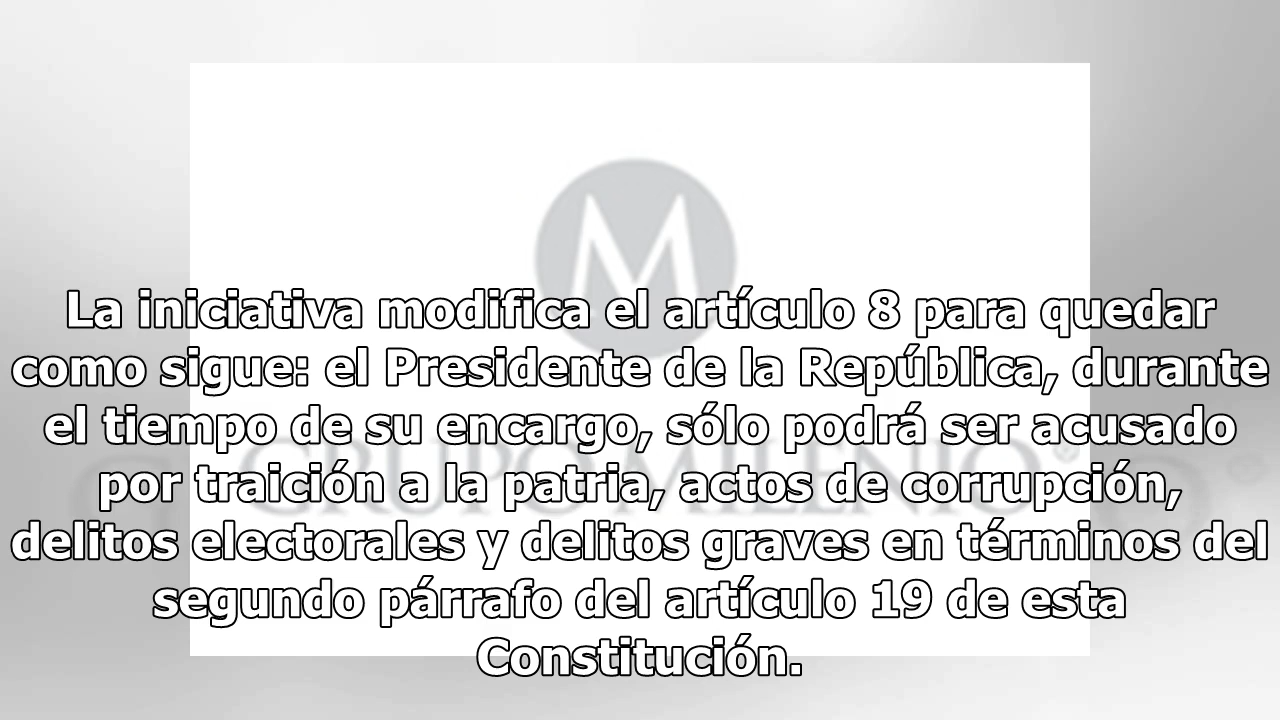 M
La iniciativa modifica el artículo 8 para quedar
como sigue: el Presidente de la República, durante
el tiempo de su encargo, sólo podrá ser acusado
GRUPO MILENIO®
por traición a la patria, actos de corrupción,
delitos electorales y delitos graves en términos del
segundo párrafo del artículo 19 de esta
Constitución.